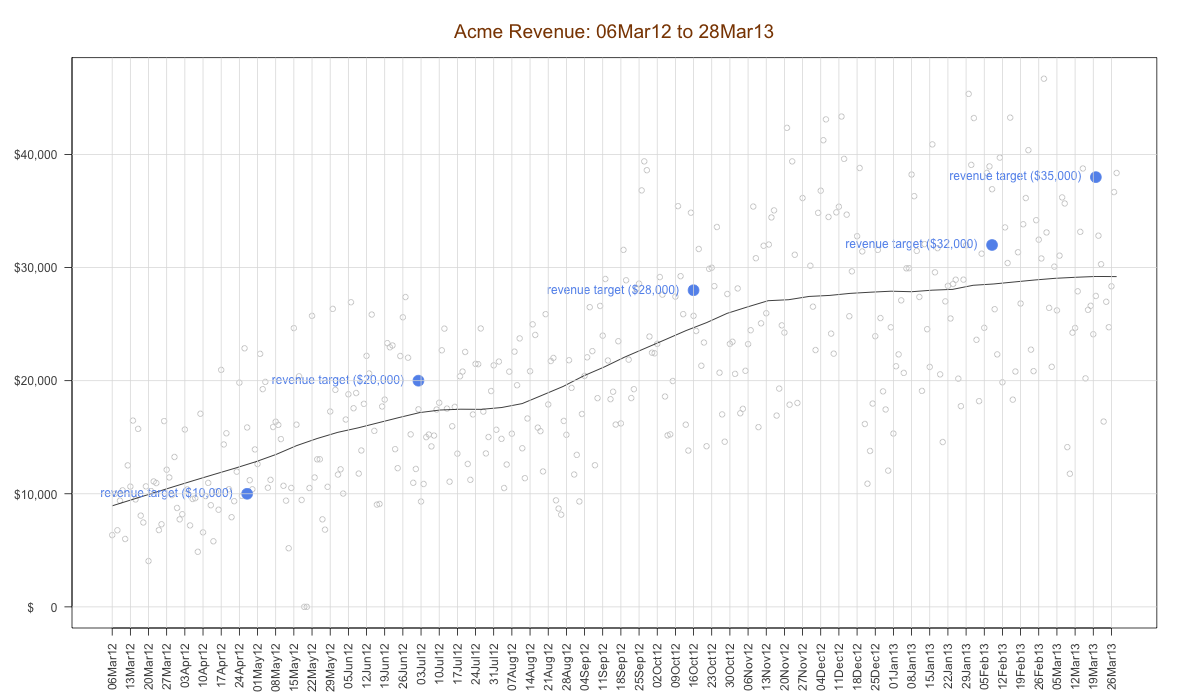 Acme Revenue: 06Mar12 to 28Mar13
$40,000
revenue target ($35,000)
revenue target ($32,000)
$30,000
revenue target ($28,000)
$20,000
revenue target ($20,000)
$10,000
revenue target ($10,000)
$ 0
06Mar12
13Mar12
20Mar12
27Mar12
03Apr12
10Apr12
17Apr12
24Apr12
01May12
08May12
15May12
22May12
29May12
05Jun12
12Jun12
19Jun12
26Jun12
03Jul12
10Jul12
17Jul12
24Jul12
31Jul12
07Aug12
14Aug12
21Aug12
28Aug12
04Sep12
11Sep12
18Sep12
25Sep12
02Oct12
09Oct12
16Oct12
23Oct12
30Oct12
06Nov12
13Nov12
20Nov12
27Nov12
04Dec12
11Dec12
18Dec12
25Dec12
01Jan13
08Jan13
15Jan13
22Jan13
29Jan13
05Feb13
12Feb13
19Feb13
26Feb13
05Mar13
12Mar13
19Mar13
26Mar13